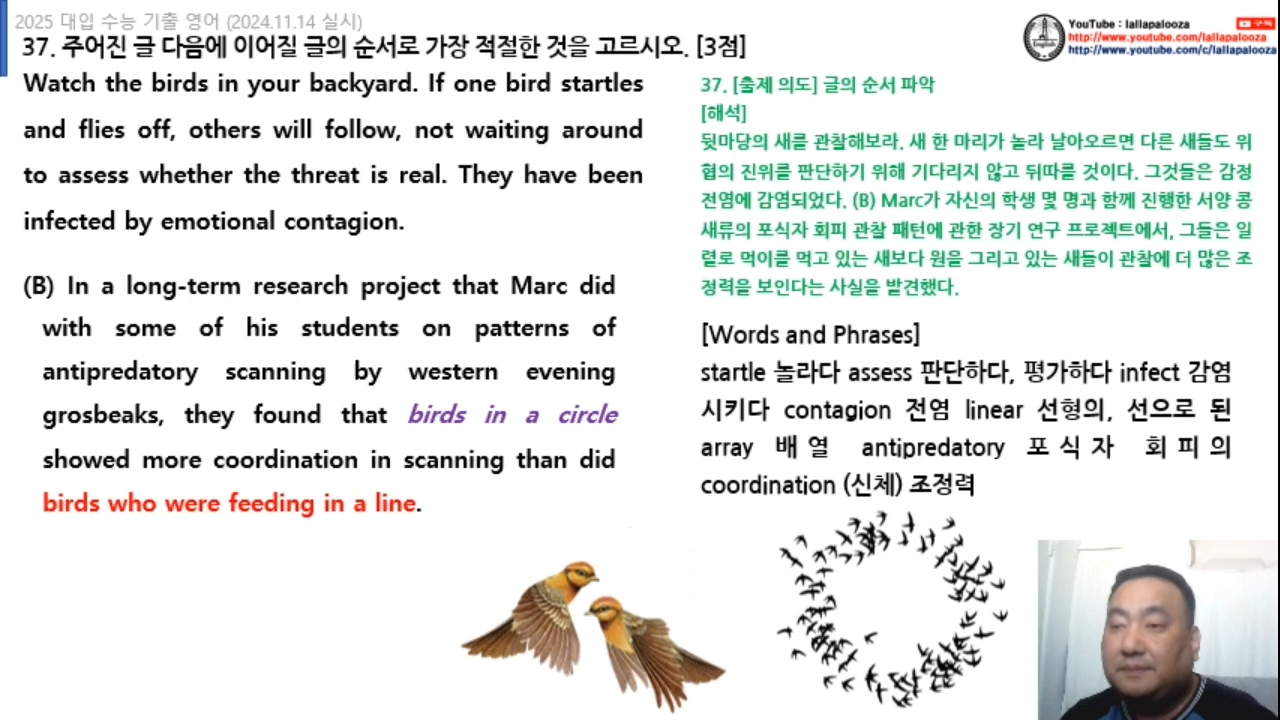 2025 대입 수능 기출 영어 (2024.11.14 실시)
37. 주어진 글 다음에 이어질 글의 순서로 가장 적절한 것을 고르시오. [3점]
Watch the birds in your backyard. If one bird startles
and flies off, others will follow, not waiting around
to assess whether the threat is real. They have been
infected by emotional contagion.
(B) In a long-term research project that Marc did
with some of his students on patterns of
antipredatory scanning by western evening
grosbeaks, they found that birds in a circle
showed more coordination in scanning than did
birds who were feeding in a line.
English
YouTube : lallapalooza
구독
http://www.youtube.com/lallapalooza
http://www.youtube.com/c/lallapalooza
37. [출제 의도] 글의 순서 파악
[해석]
뒷마당의 새를 관찰해보라. 새 한 마리가 놀라 날아오르면 다른 새들도 위
협의 진위를 판단하기 위해 기다리지 않고 뒤따를 것이다. 그것들은 감정
전염에 감염되었다. (B) Marc가 자신의 학생 몇 명과 함께 진행한 서양 콩
새류의 포식자 회피 관찰 패턴에 관한 장기 연구 프로젝트에서, 그들은 일
렬로 먹이를 먹고 있는 새보다 원을 그리고 있는 새들이 관찰에 더 많은 조
정력을 보인다는 사실을 발견했다.
[Words and Phrases]
startle 놀라다 assess 판단하다, 평가하다 infect 감염
시키다 contagion 전염 linear 선형의, 선으로 된
array 배열 antipredatory 포식자 회피의
coordination (신체) 조정력